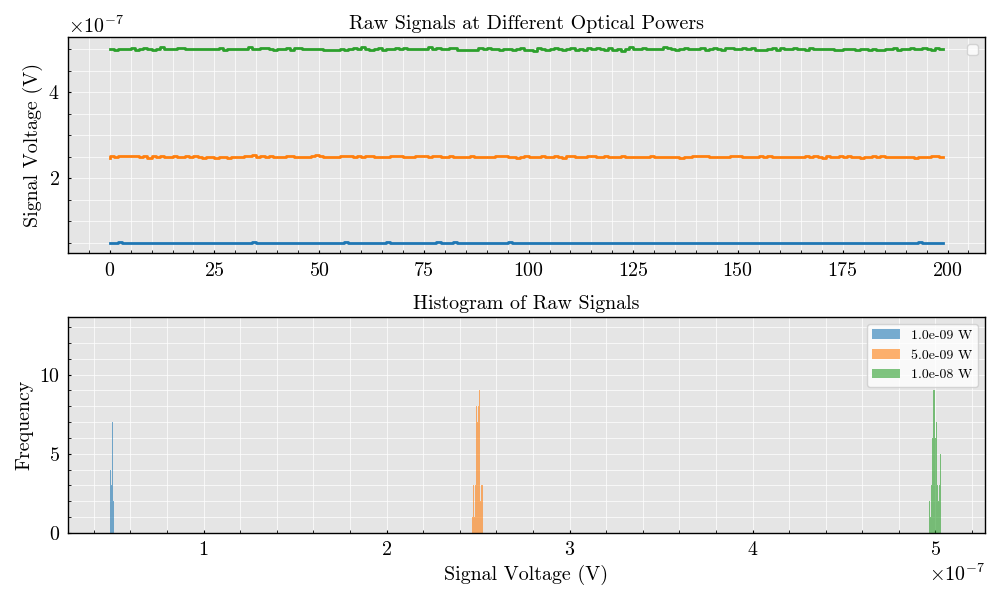 Raw Signals at Different Optical Powers
×10⁻⁷
Signal Voltage (V)
4
2
0 25 50 75 100 125 150 175 200
Histogram of Raw Signals
Frequency
10
5
0
1.0e-09 W
5.0e-09 W
1.0e-08 W
1 2 3 4 5
Signal Voltage (V)
×10⁻⁷